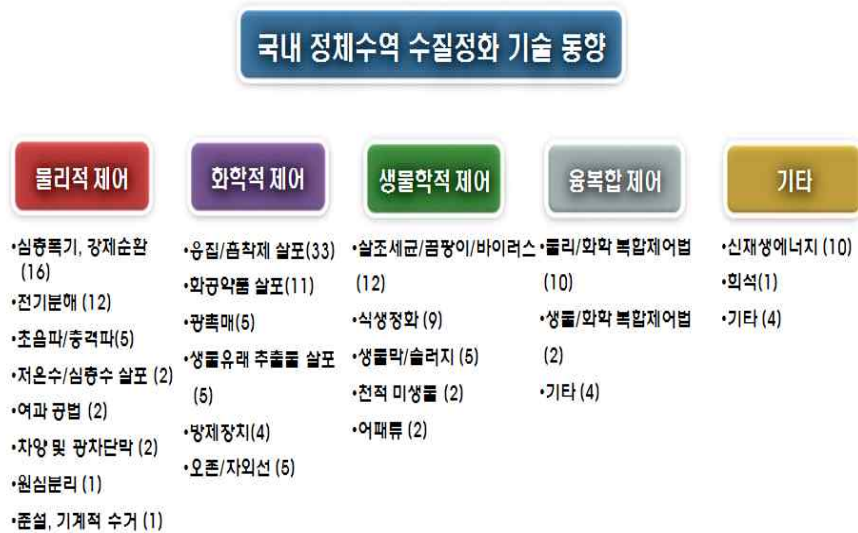 국내 정체수역 수질정화 기술 동향
물리적 제어
•심층폭기, 강제순환
(16)
•전기분해 (12)
•초음파/충격파(5)
•저온수/심층수 살포 (2)
•여과 공법 (2)
•차양 및 광차단막 (2)
•원심분리 (1)
•준설, 기계적 수거 (1)
화학적 제어
•응집/흡착제 살포(33)
•화공약품 살포(11)
•광촉매(5)
•생물유래 추출물 살포
(5)
•방제장치(4)
•오존/자외선 (5)
생물학적 제어
•살조세균/곰팡이/바이러스
(12)
•식생정화 (9)
•생물막/슬러지 (5)
•천적 미생물 (2)
•어패류 (2)
융복합 제어
•물리/화학 복합제어법
(10)
•생물/화학 복합제어법
(2)
•기타 (4)
기타
•신재생에너지 (10)
•희석(1)
•기타 (4)